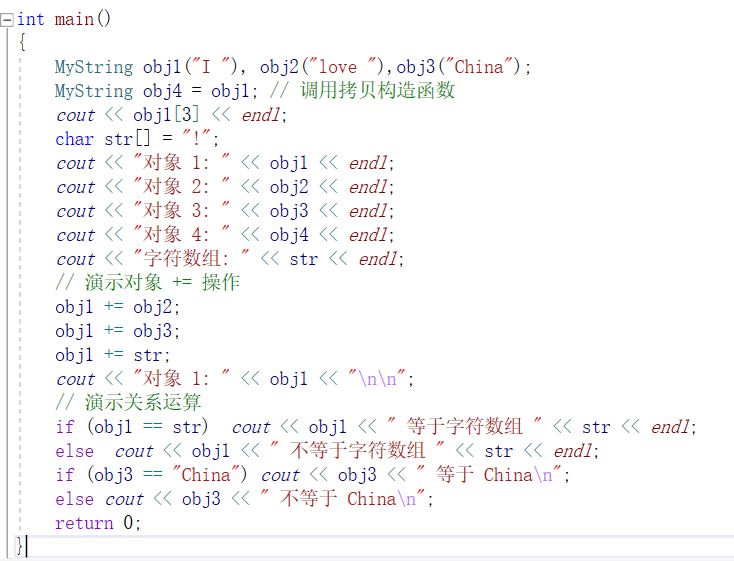 int main()
{
MyString obj1("I "), obj2("love "),obj3("China");
MyString obj4 = obj1; // 调用拷贝构造函数
cout << obj1[3] << endl;
char str[] = "!";
cout << "对象 1: " << obj1 << endl;
cout << "对象 2: " << obj2 << endl;
cout << "对象 3: " << obj3 << endl;
cout << "对象 4: " << obj4 << endl;
cout << "字符数组: " << str << endl;
// 演示对象 += 操作
obj1 += obj2;
obj1 += obj3;
obj1 += str;
cout << "对象 1: " << obj1 << "\n\n";
// 演示关系运算
if (obj1 == str)  cout << obj1 << " 等于字符数组 " << str << endl;
else  cout << obj1 << " 不等于字符数组 " << str << endl;
if (obj3 == "China") cout << obj3 << " 等于 China\n";
else cout << obj3 << " 不等于 China\n";
return 0;
}